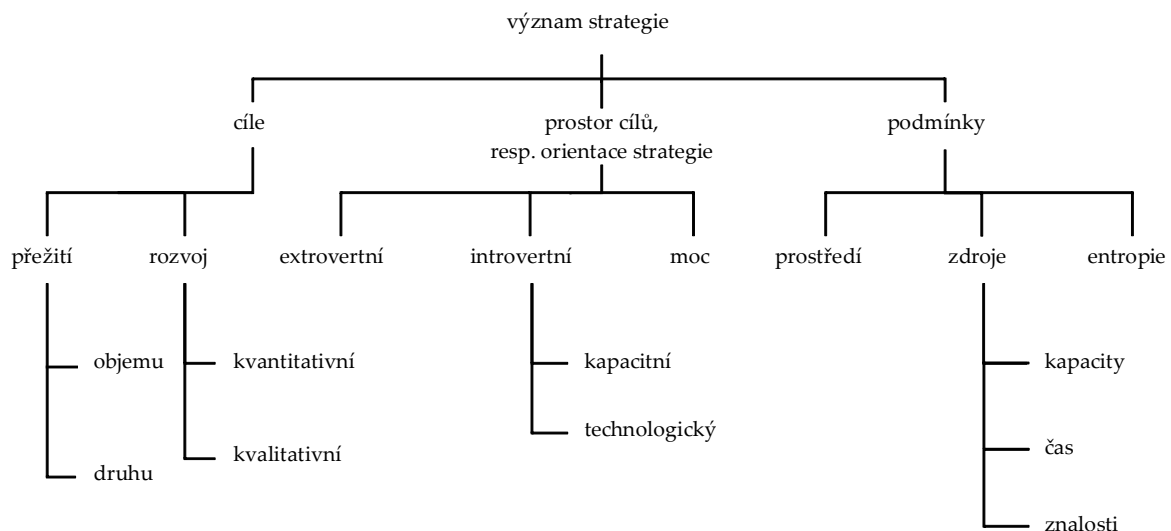 význam strategie
cíle
prostor cílů,
resp. orientace strategie
podmínky
přežití
rozvoj
extrovertní
introvertní
moc
prostředí
zdroje
entropie
objemu
kvantitativní
kapacitní
kapacity
technologický
čas
druhu
kvalitativní
znalosti